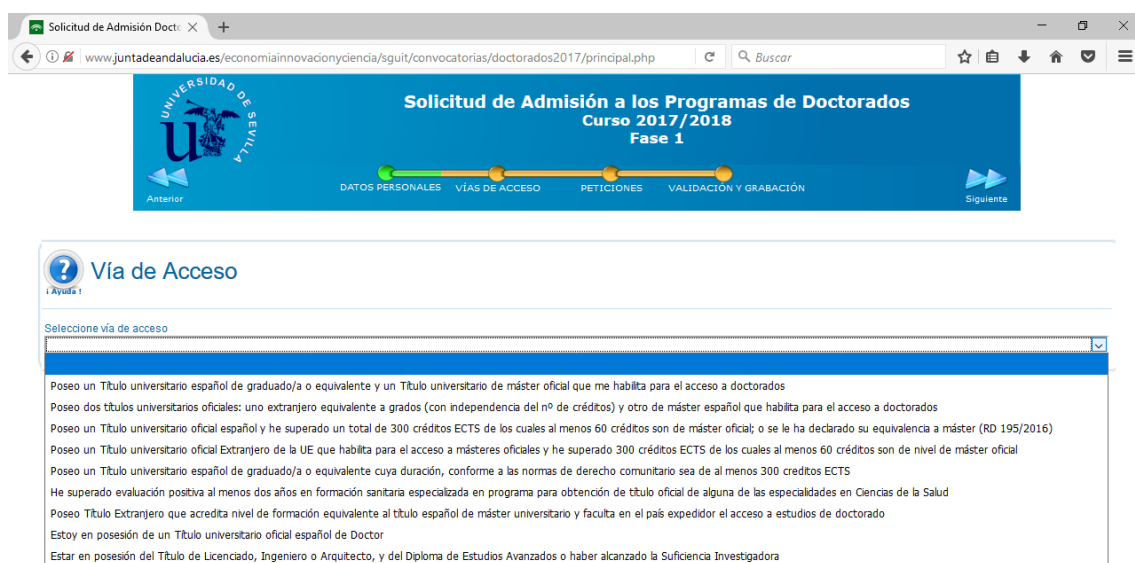 Solicitud de Admisión Docto
www.juntadeandalucia.es/economiainnovacionyciencia/sguit/convocatorias/doctorados2017/principal.php
Buscar
UNIVERSIDAD DE SEVILLA
Solicitud de Admisión a los Programas de Doctorados
Curso 2017/2018
Fase 1
DATOS PERSONALES VÍAS DE ACCESO PETICIONES VALIDACIÓN Y GRABACIÓN
Anterior
Siguiente
Vía de Acceso
¡ Ayuda !
Seleccione vía de acceso
Poseo un Título universitario español de graduado/a o equivalente y un Título universitario de máster oficial que me habilita para el acceso a doctorados
Poseo dos títulos universitarios oficiales: uno extranjero equivalente a grados (con independencia del nº de créditos) y otro de máster español que habilita para el acceso a doctorados
Poseo un Título universitario oficial español y he superado un total de 300 créditos ECTS de los cuales al menos 60 créditos son de máster oficial; o se le ha declarado su equivalencia a máster (RD 195/2016)
Poseo un Título universitario oficial Extranjero de la UE que habilita para el acceso a másteres oficiales y he superado 300 créditos ECTS de los cuales al menos 60 créditos son de nivel de máster oficial
Poseo un Título universitario español de graduado/a o equivalente cuya duración, conforme a las normas de derecho comunitario sea de al menos 300 creditos ECTS
He superado evaluación positiva al menos dos años en formación sanitaria especializada en programa para obtención de título oficial de alguna de las especialidades en Ciencias de la Salud
Poseo Título Extranjero que acredita nivel de formación equivalente al título español de máster universitario y faculta en el país expedidor el acceso a estudios de doctorado
Estoy en posesión de un Título universitario oficial español de Doctor
Estar en posesión del Título de Licenciado, Ingeniero o Arquitecto, y del Diploma de Estudios Avanzados o haber alcanzado la Suficiencia Investigadora